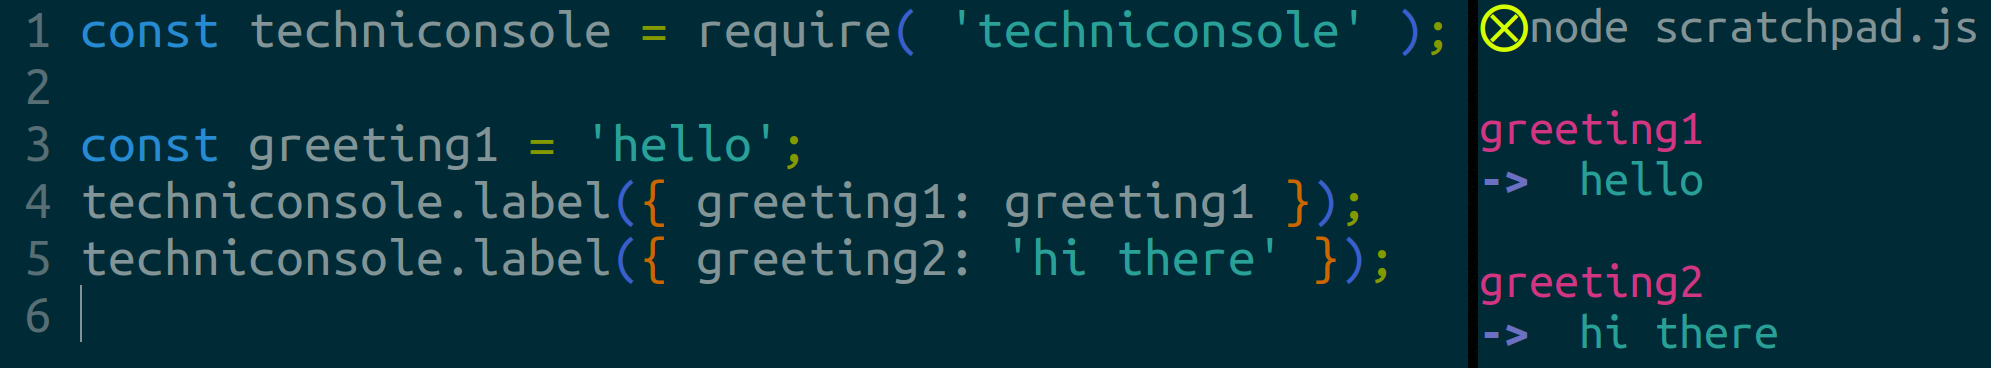 1 const techniconsole = require( 'techniconsole' );
2
3 const greeting1 = 'hello';
4 techniconsole.label({ greeting1: greeting1 });
5 techniconsole.label({ greeting2: 'hi there' });
6
node scratchpad.js
greeting1
-> hello
greeting2
-> hi there